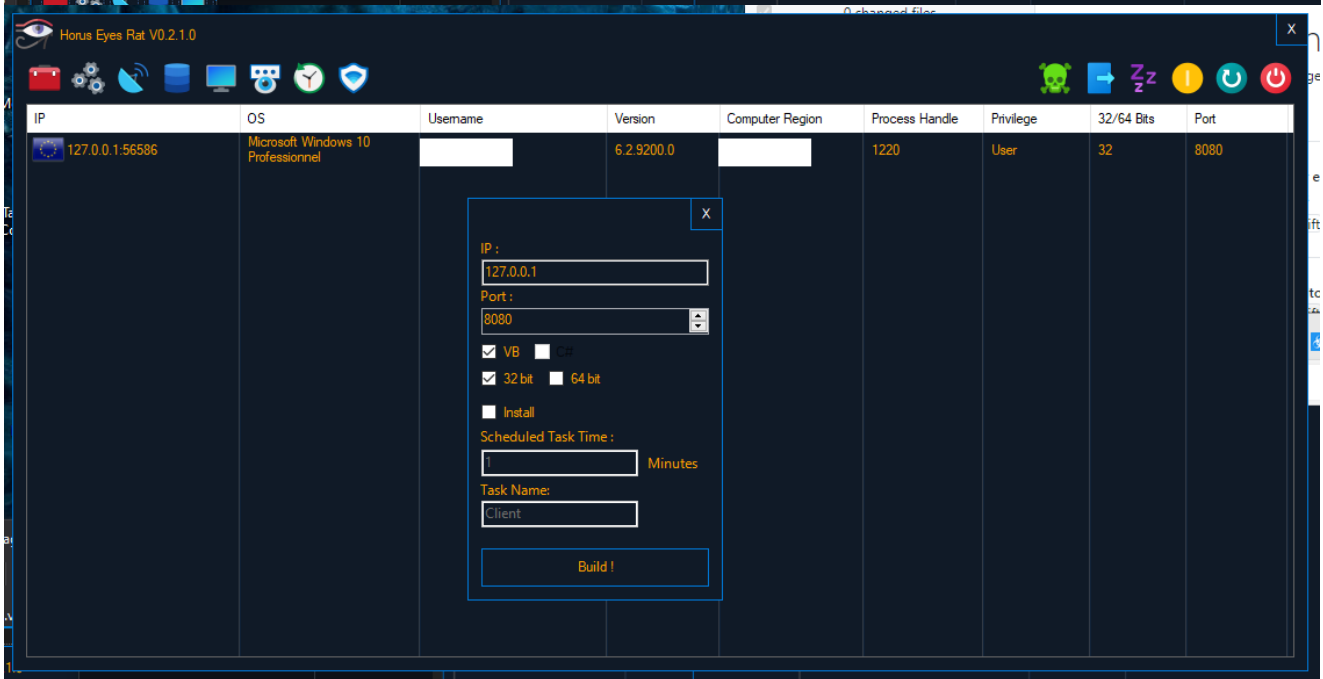 0 changed files
Horus Eyes Rat V0.2.1.0
X
IP OS Username Version Computer Region Process Handle Privilege 32/64 Bits Port
127.0.0.1:56586 Microsoft Windows 10 Professionnel 6.2.9200.0 1220 User 32 8080
X
IP :
127.0.0.1
Port :
8080
VB C#
32 bit 64 bit
Install
Scheduled Task Time :
1 Minutes
Task Name:
Client
Build !